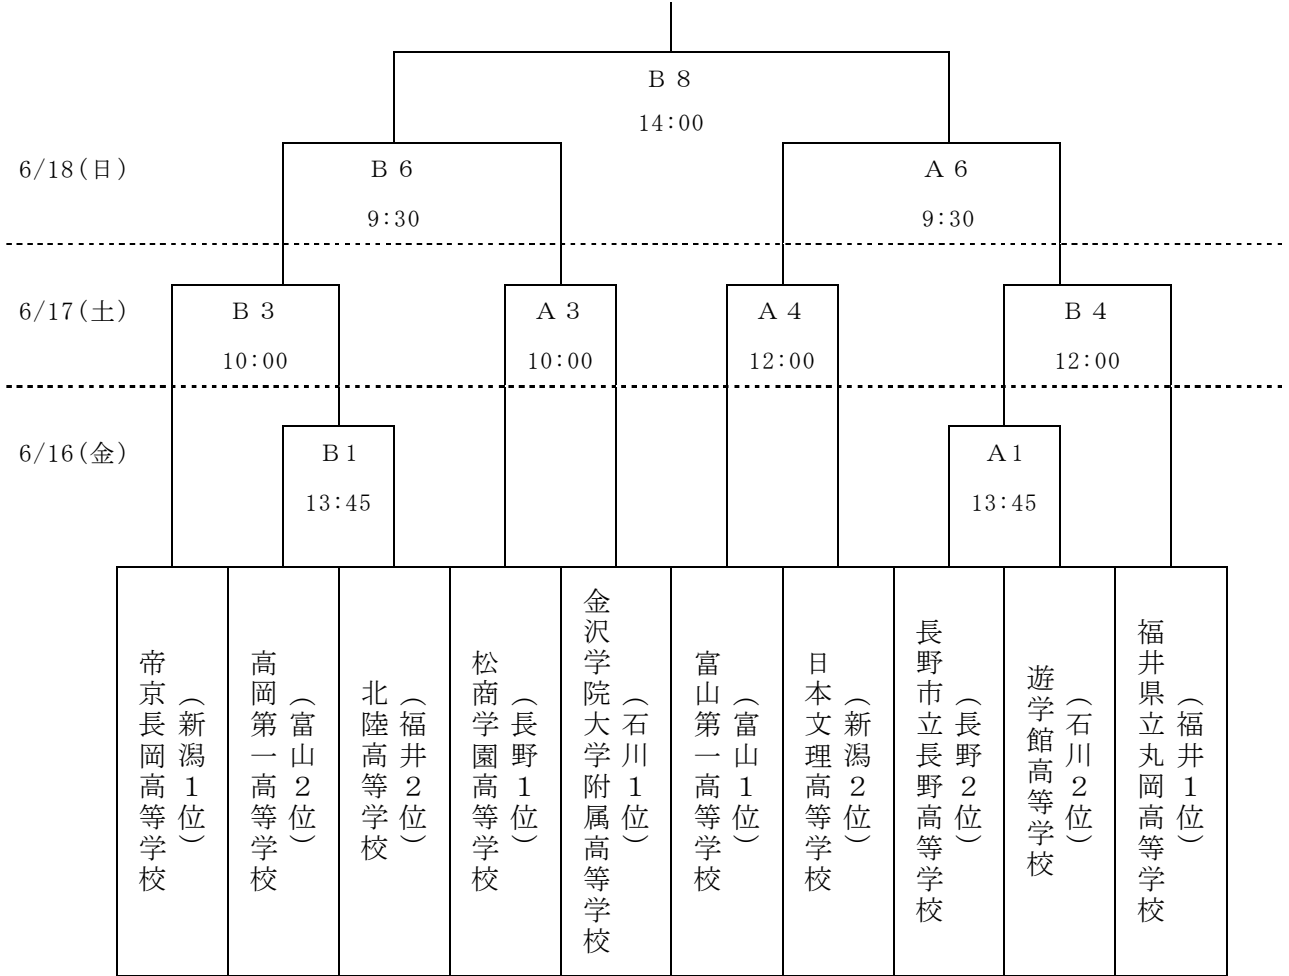 Ｂ８
14:00
6/18(日)
Ｂ６
Ａ６
9:30
9:30
6/17(土)
Ｂ３
Ａ３
Ａ４
Ｂ４
10:00
10:00
12:00
12:00
6/16(金)
Ｂ1
Ａ1
13:45
13:45
帝京長岡高等学校
（新潟１位）
高岡第一高等学校
（富山２位）
北陸高等学校
（福井２位）
松商学園高等学校
（長野１位）
金沢学院大学附属高等学校
（石川１位）
富山第一高等学校
（富山１位）
日本文理高等学校
（新潟２位）
長野市立長野高等学校
（長野２位）
遊学館高等学校
（石川２位）
福井県立丸岡高等学校
（福井１位）